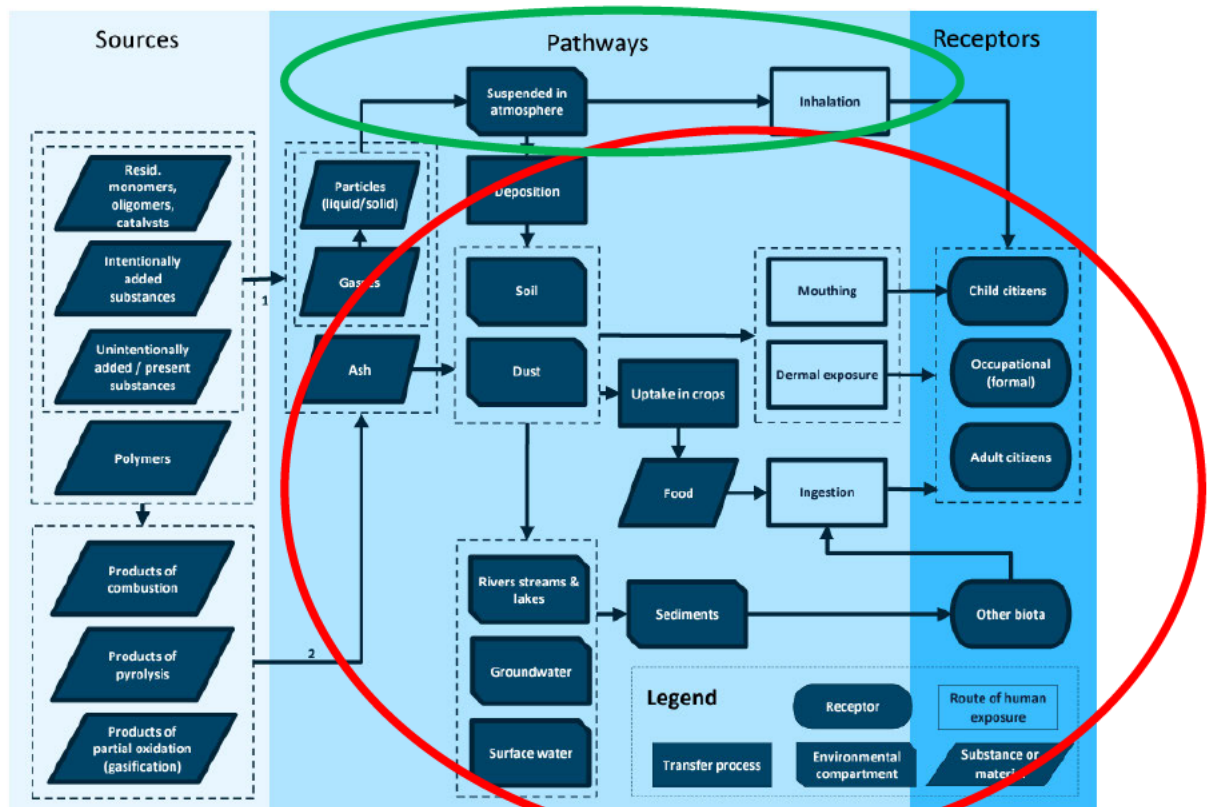 Sources
Pathways
Receptors
Suspended in
atmosphere
Inhalation
Resid.
monomers,
oligomers,
catalysts
Particles
(liquid/solid)
Deposition
Intentionally
added
substances
1
Gasses
Soil
Mouthing
Child citizens
Unintentionally
added / present
substances
Ash
Dust
Uptake in crops
Dermal exposure
Occupational
(formal)
Polymers
Food
Ingestion
Adult citizens
Products of
combustion
Rivers streams &
lakes
Sediments
Other biota
Products of
pyrolysis
2
Groundwater
Products of
partial oxidation
(gasification)
Surface water
Legend
Receptor
Route of human
exposure
Transfer process
Environmental
compartment
Substance or
material